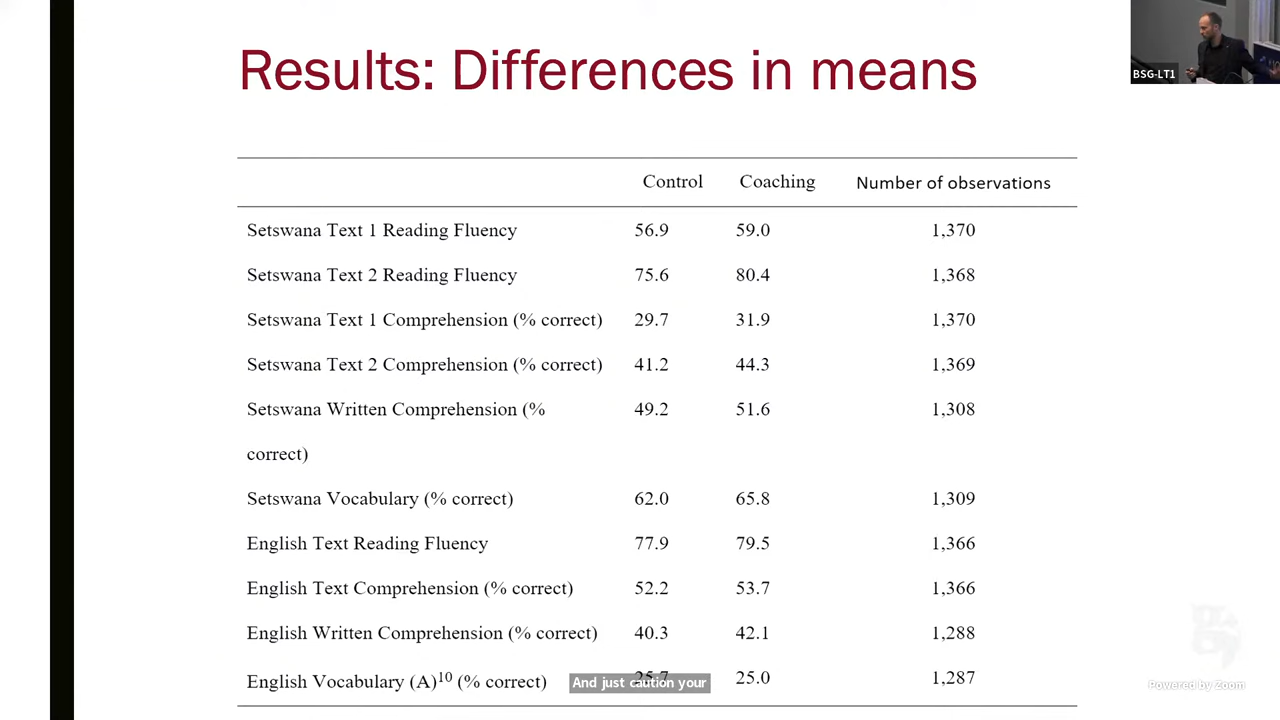 BSG-LT1
Results: Differences in means
Control Coaching Number of observations
Setswana Text 1 Reading Fluency 56.9 59.0 1,370
Setswana Text 2 Reading Fluency 75.6 80.4 1,368
Setswana Text 1 Comprehension (% correct) 29.7 31.9 1,370
Setswana Text 2 Comprehension (% correct) 41.2 44.3 1,369
Setswana Written Comprehension (% 49.2 51.6 1,308
correct)
Setswana Vocabulary (% correct) 62.0 65.8 1,309
English Text Reading Fluency 77.9 79.5 1,366
English Text Comprehension (% correct) 52.2 53.7 1,366
English Written Comprehension (% correct) 40.3 42.1 1,288
English Vocabulary (A)10 (% correct) 25.0 1,287
And just caution your
Powered by Zoom